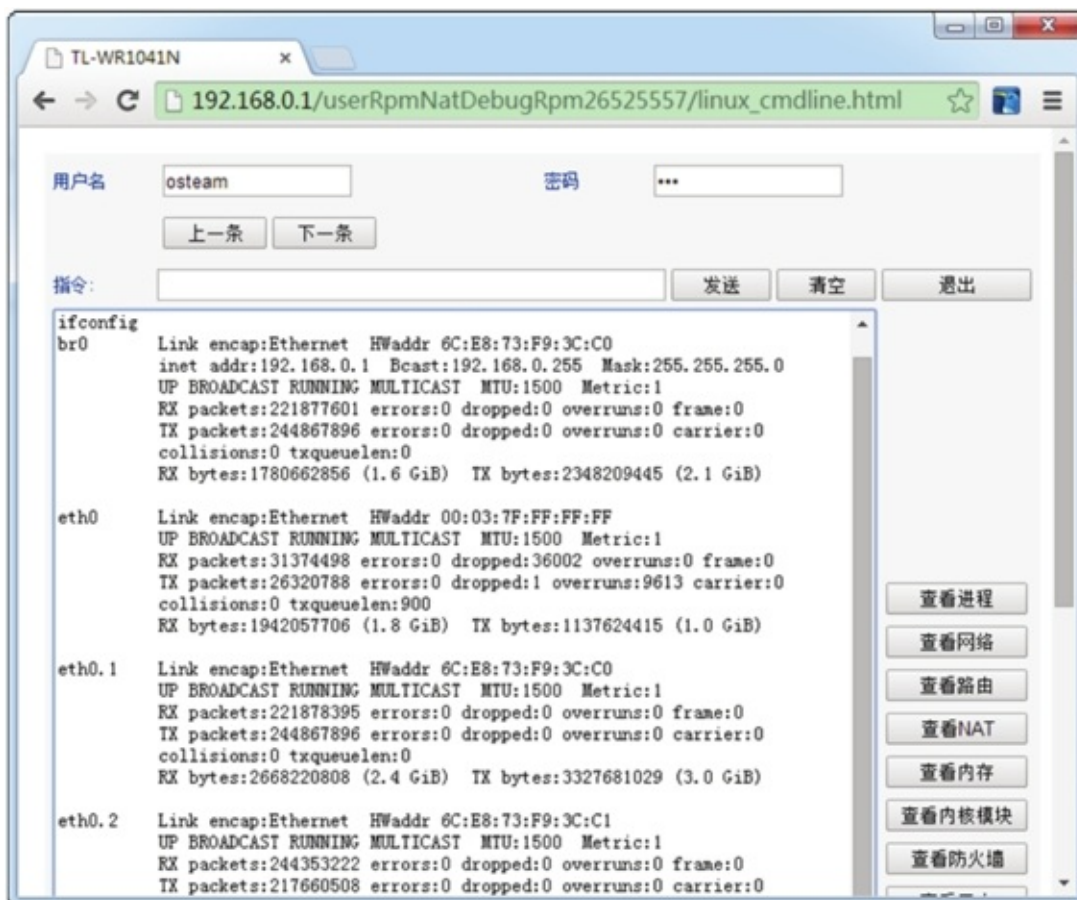 TL-WR1041N
192.168.0.1/userRpmNatDebugRpm26525557/linux_cmdline.html
用户名 osteam 密码 •••
上一条 下一条
指令: 发送 清空 退出
ifconfig
br0 Link encap:Ethernet HWaddr 6C:E8:73:F9:3C:C0
inet addr:192.168.0.1 Bcast:192.168.0.255 Mask:255.255.255.0
UP BROADCAST RUNNING MULTICAST MTU:1500 Metric:1
RX packets:221877601 errors:0 dropped:0 overruns:0 frame:0
TX packets:244867896 errors:0 dropped:0 overruns:0 carrier:0
collisions:0 txqueuelen:0
RX bytes:1780662856 (1.6 GiB) TX bytes:2348209445 (2.1 GiB)
eth0 Link encap:Ethernet HWaddr 00:03:7F:FF:FF:FF
UP BROADCAST RUNNING MULTICAST MTU:1500 Metric:1
RX packets:31374498 errors:0 dropped:36002 overruns:0 frame:0
TX packets:26320788 errors:0 dropped:1 overruns:9613 carrier:0
collisions:0 txqueuelen:900
RX bytes:1942057706 (1.8 GiB) TX bytes:1137624415 (1.0 GiB)
eth0.1 Link encap:Ethernet HWaddr 6C:E8:73:F9:3C:C0
UP BROADCAST RUNNING MULTICAST MTU:1500 Metric:1
RX packets:221878395 errors:0 dropped:0 overruns:0 frame:0
TX packets:244867896 errors:0 dropped:0 overruns:0 carrier:0
collisions:0 txqueuelen:0
RX bytes:2668220808 (2.4 GiB) TX bytes:3327681029 (3.0 GiB)
eth0.2 Link encap:Ethernet HWaddr 6C:E8:73:F9:3C:C1
UP BROADCAST RUNNING MULTICAST MTU:1500 Metric:1
RX packets:244353222 errors:0 dropped:0 overruns:0 frame:0
TX packets:217660508 errors:0 dropped:0 overruns:0 carrier:0
查看进程
查看网络
查看路由
查看NAT
查看内存
查看内核模块
查看防火墙